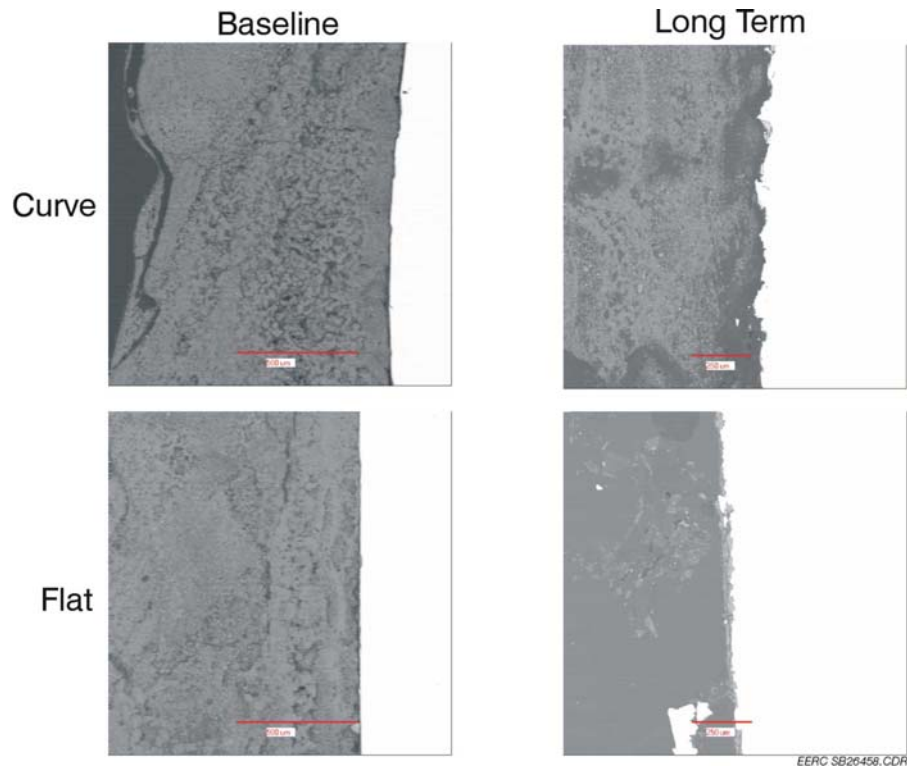 Baseline
Long Term
Curve
500 um
250 um
Flat
500 um
250 um
EERC SB26458.CDR